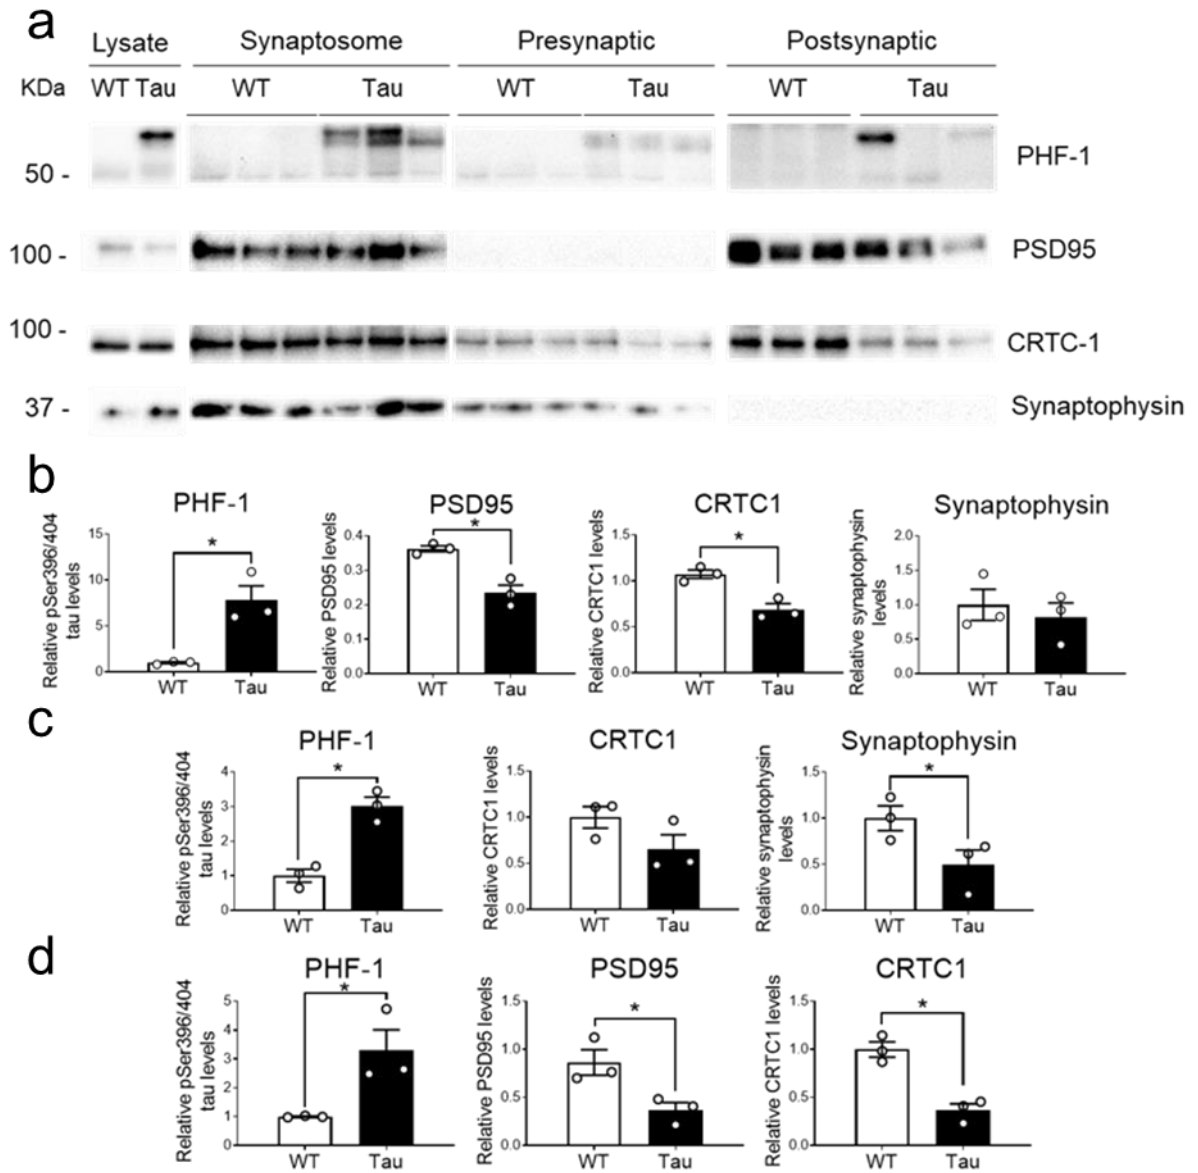 a
Lysate Synaptosome Presynaptic Postsynaptic
KDa WT Tau WT Tau WT Tau WT Tau
PHF-1
50 -
PSD95
100 -
100 -
CRTC-1
37 -
Synaptophysin
b
PHF-1
Relative pSer396/404
tau levels
15
10
5
0
*
WT Tau
PSD95
Relative PSD95 levels
0.4
0.3
0.2
0.1
0.0
*
WT Tau
CRTC1
Relative CRTC1 levels
1.5
1.0
0.5
0.0
*
WT Tau
Synaptophysin
Relative synaptophysin
levels
2.0
1.5
1.0
0.5
0.0
WT Tau
c
PHF-1
Relative pSer396/404
tau levels
4
3
2
1
0
*
WT Tau
CRTC1
Relative CRTC1 levels
1.5
1.0
0.5
0.0
WT Tau
Synaptophysin
Relative synaptophysin
levels
1.5
1.0
0.5
0.0
*
WT Tau
d
PHF-1
Relative pSer396/404
tau levels
5
4
3
2
1
0
*
WT Tau
PSD95
Relative PSD95 levels
1.5
1.0
0.5
0.0
*
WT Tau
CRTC1
Relative CRTC1 levels
1.5
1.0
0.5
0.0
*
WT Tau